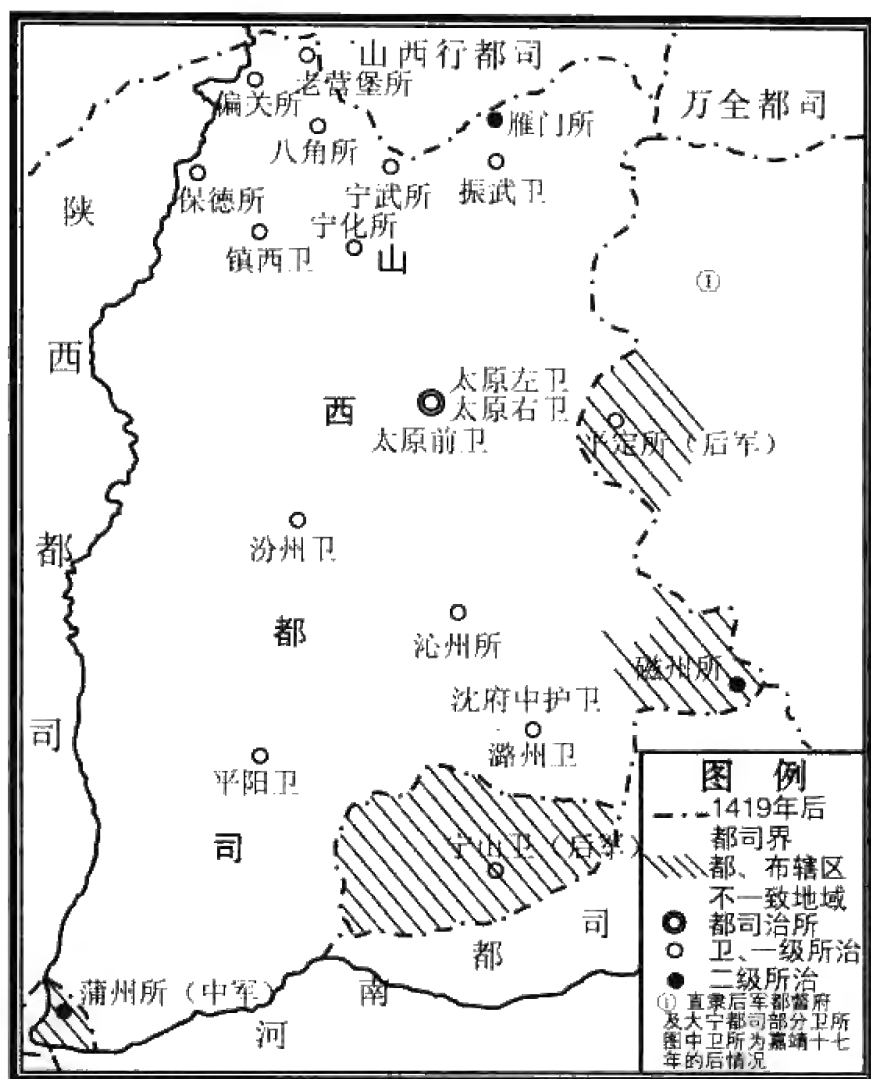 山西行都司
老营堡所
偏关所
万全都司
雁门所
八角所
宁武所
振武卫
保德所
陕
宁化所
镇西卫
山
①
西
太原左卫
西
太原右卫
太原前卫
平定所（后军）
都
汾州卫
都
沁州所
磁州所
沈府中护卫
司
潞州卫
平阳卫
司
宁山卫（后军）
司
都
蒲州所（中军）
南
河
图 例
1419年后
都司界
都、布辖区
不一致地域
都司治所
卫、一级所治
二级所治
① 直隶后军都督府
及大宁都司部分卫所
图中卫所为嘉靖十七
年的后情况